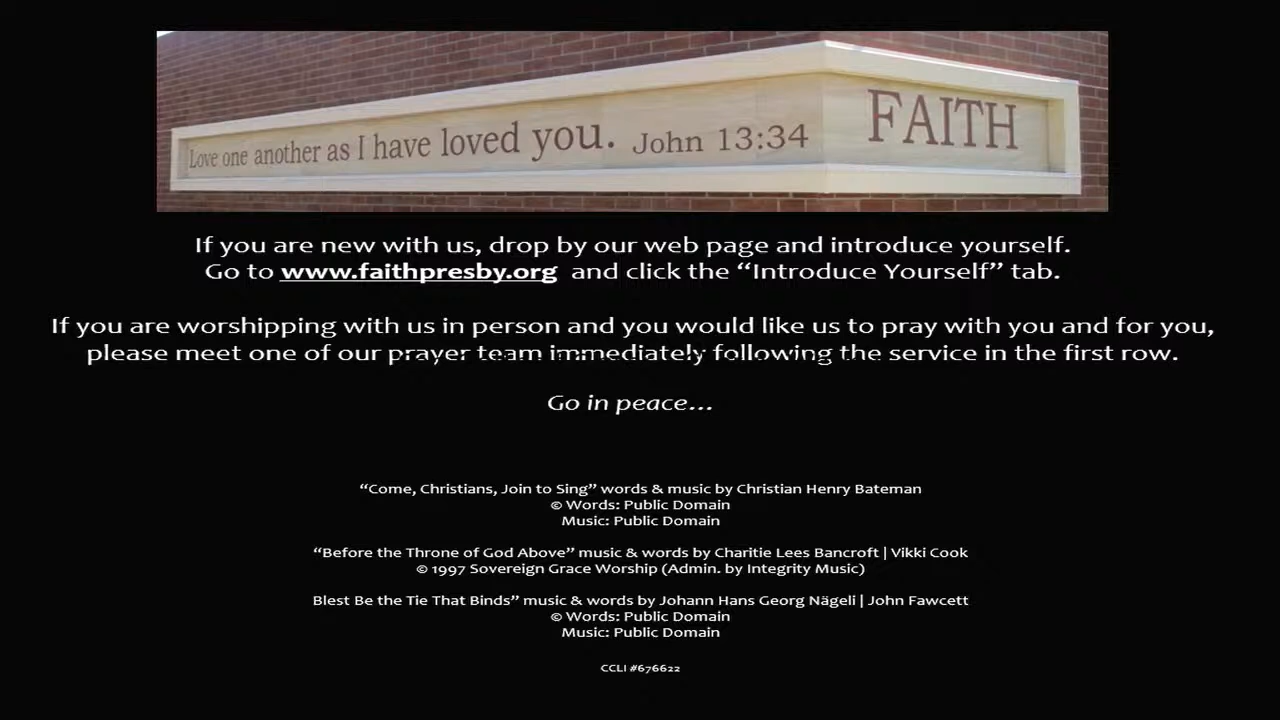 Love one another as I have loved you. John 13:34 FAITH
If you are new with us, drop by our web page and introduce yourself.
Go to www.faithpresby.org and click the “Introduce Yourself” tab.
If you are worshipping with us in person and you would like us to pray with you and for you,
please meet one of our prayer team immediately following the service in the first row.
Go in peace...
“Come, Christians, Join to Sing” words & music by Christian Henry Bateman
© Words: Public Domain
Music: Public Domain
“Before the Throne of God Above” music & words by Charitie Lees Bancroft | Vikki Cook
© 1997 Sovereign Grace Worship (Admin. by Integrity Music)
Blest Be the Tie That Binds” music & words by Johann Hans Georg Nägeli | John Fawcett
© Words: Public Domain
Music: Public Domain
CCLI #676622